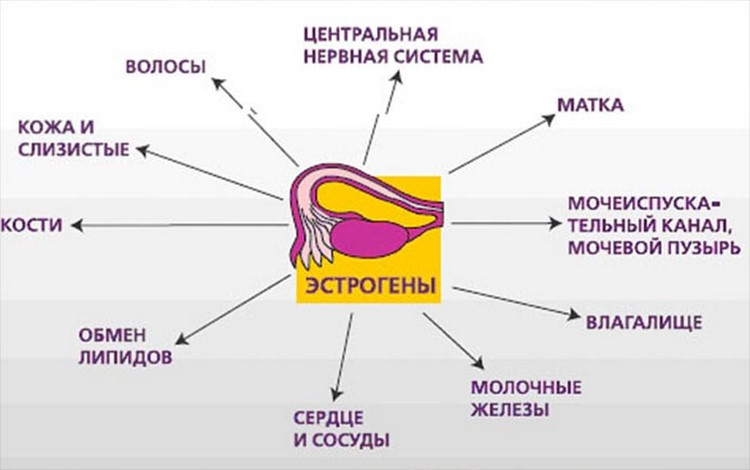 ЦЕНТРАЛЬНАЯ
НЕРВНАЯ СИСТЕМА
ВОЛОСЫ
МАТКА
КОЖА И
СЛИЗИСТЫЕ
МОЧЕИСПУСКА-
ТЕЛЬНЫЙ КАНАЛ,
МОЧЕВОЙ ПУЗЫРЬ
КОСТИ
ЭСТРОГЕНЫ
ВЛАГАЛИЩЕ
ОБМЕН
ЛИПИДОВ
МОЛОЧНЫЕ
ЖЕЛЕЗЫ
СЕРДЦЕ
И СОСУДЫ